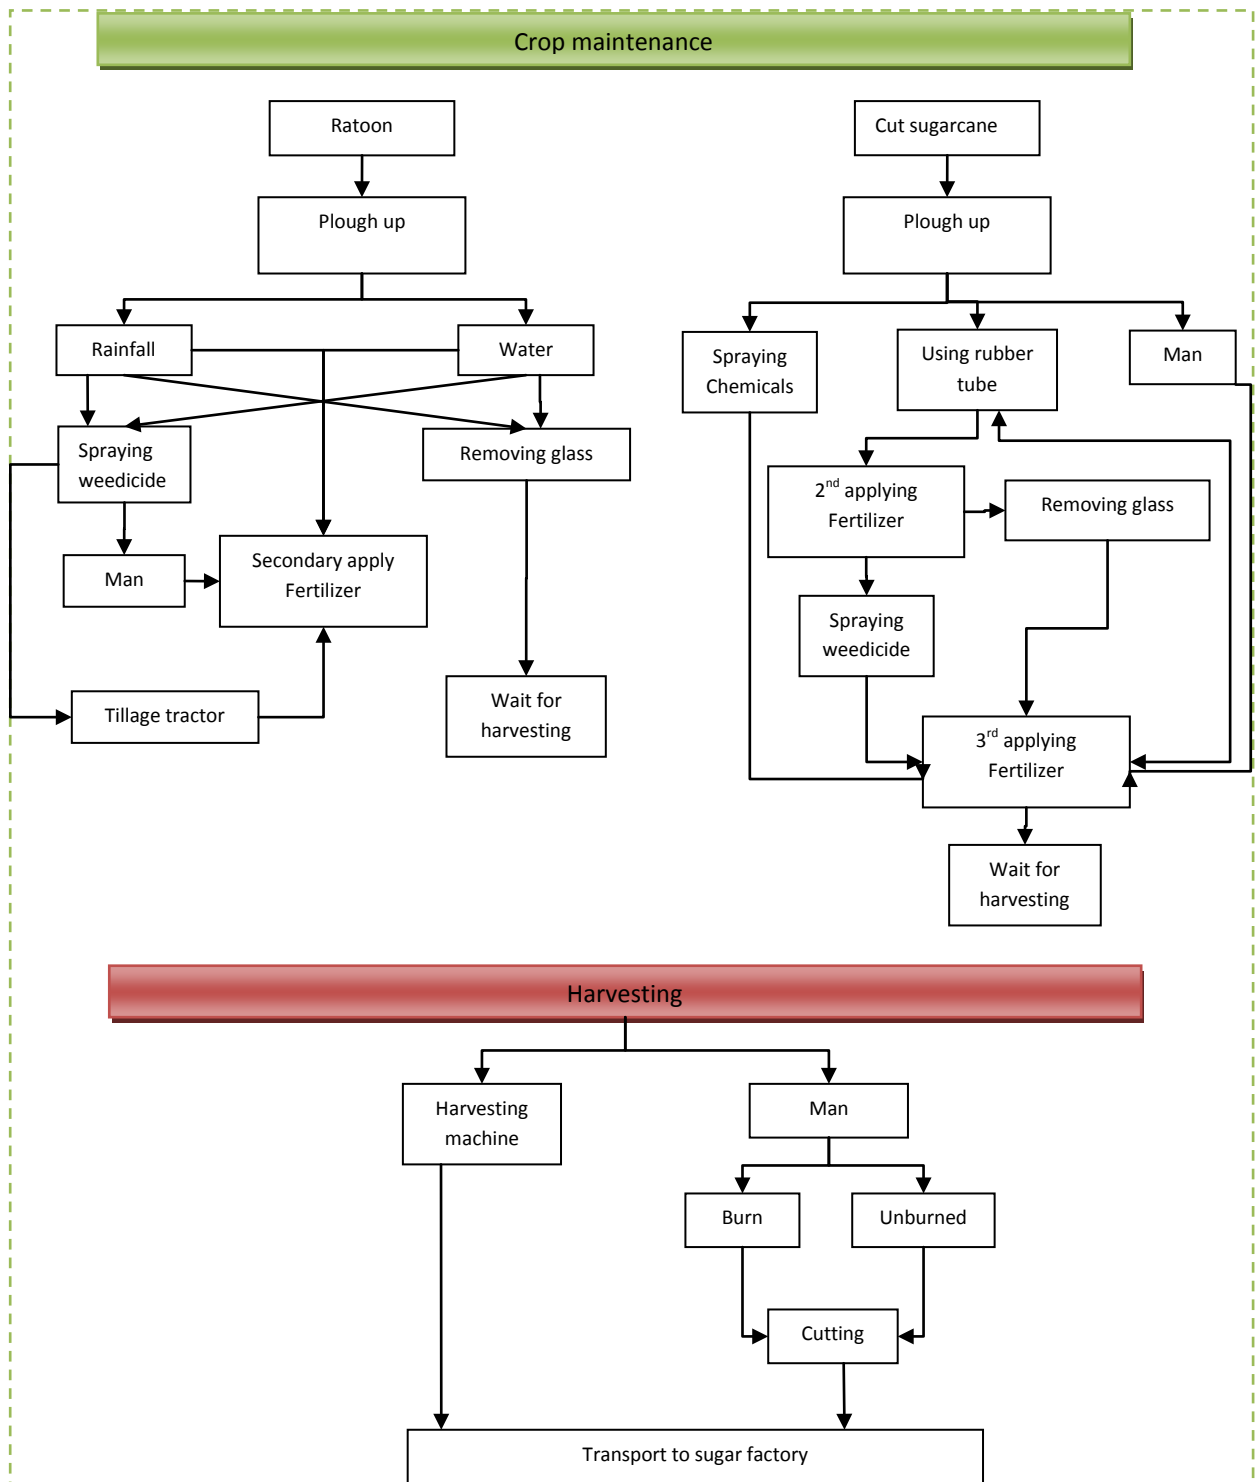 Crop maintenance
Ratoon
Cut sugarcane
Plough up
Plough up
Rainfall
Water
Spraying
Chemicals
Using rubber
tube
Man
Spraying
weedicide
Removing glass
2nd applying
Fertilizer
Removing glass
Man
Secondary apply
Fertilizer
Spraying
weedicide
Tillage tractor
Wait for
harvesting
3rd applying
Fertilizer
Wait for
harvesting
Harvesting
Harvesting
machine
Man
Burn
Unburned
Cutting
Transport to sugar factory